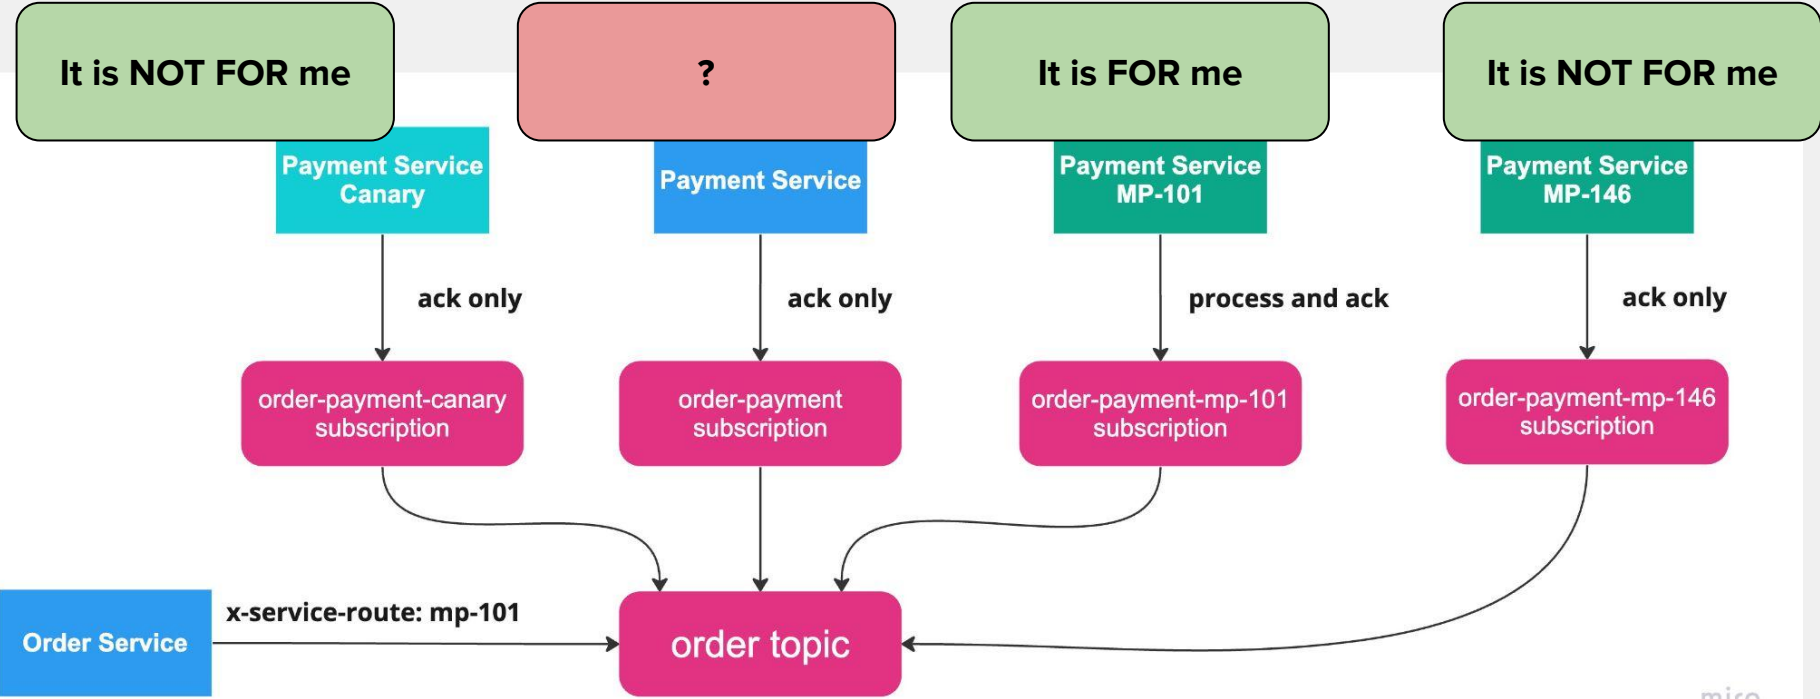 It is NOT FOR me
?
It is FOR me
It is NOT FOR me
Payment Service
Canary
Payment Service
Payment Service
MP-101
Payment Service
MP-146
ack only
ack only
process and ack
ack only
order-payment-canary
subscription
order-payment
subscription
order-payment-mp-101
subscription
order-payment-mp-146
subscription
Order Service
x-service-route: mp-101
order topic
miro